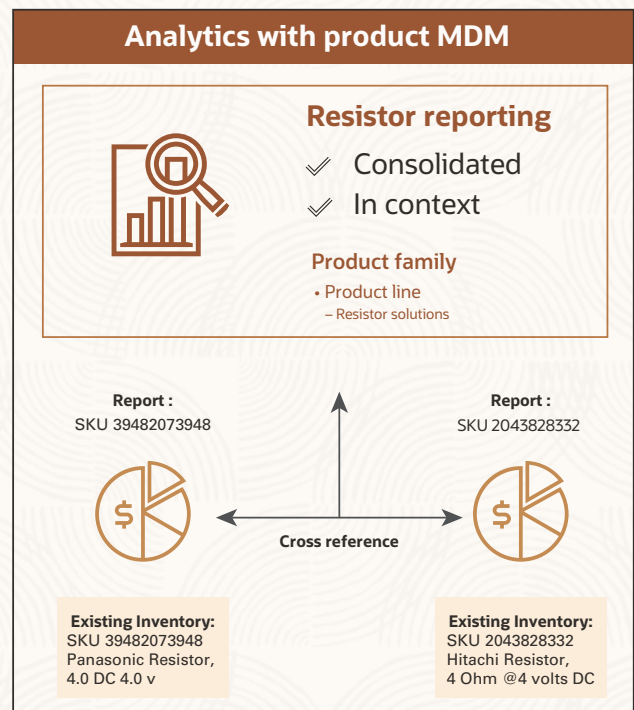 Analytics with product MDM
Resistor reporting
Consolidated
In context
Product family
• Product line
– Resistor solutions
Report :
SKU 39482073948
Report :
SKU 2043828332
$
$
Cross reference
Existing Inventory:
SKU 39482073948
Panasonic Resistor,
4.0 DC 4.0 v
Existing Inventory:
SKU 2043828332
Hitachi Resistor,
4 Ohm @4 volts DC